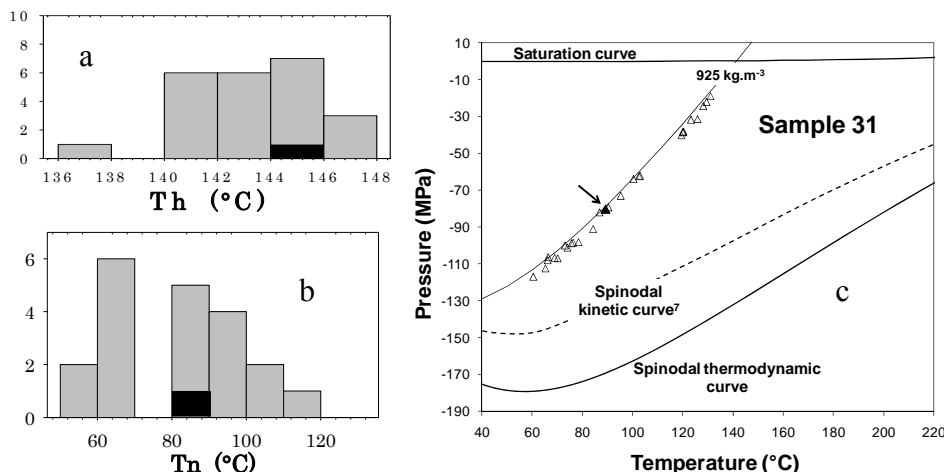 10
8
6
4
2
0
a
136 138 140 142 144 146 148
Th (°C)
6
4
2
0
b
60 80 100 120
Tn (°C)
10
-10
-30
-50
-70
-90
-110
-130
-150
-170
-190
Pressure (MPa)
Saturation curve
925 kg.m-3
Sample 31
Spinodal
kinetic curve7
c
Spinodal thermodynamic
curve
40 60 80 100 120 140 160 180 200 220
Temperature (°C)